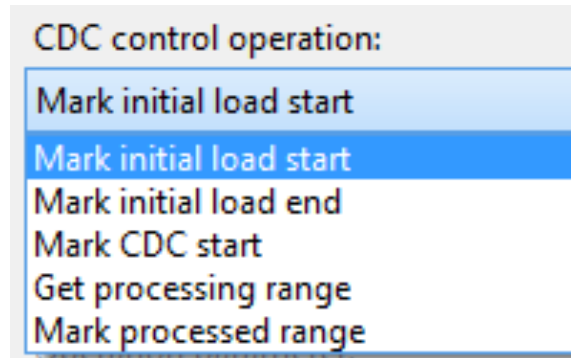 CDC control operation:
Mark initial load start
Mark initial load start
Mark initial load end
Mark CDC start
Get processing range
Mark processed range